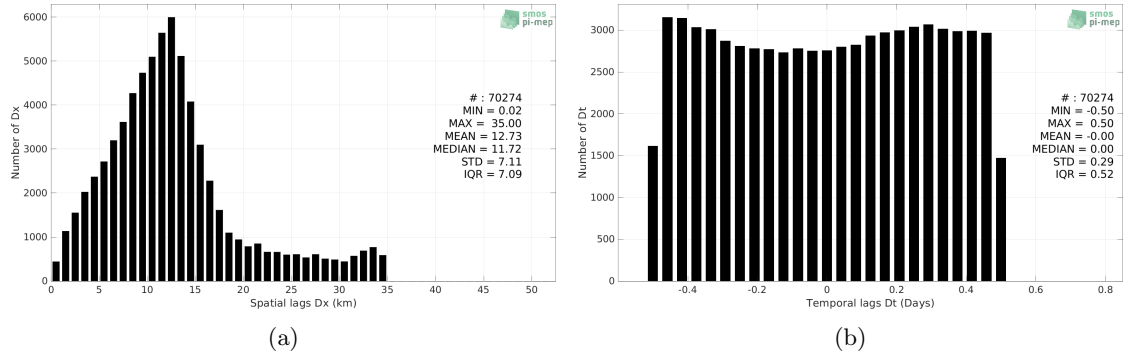 smos
pi-mep
6000
5000
4000
3000
2000
1000
0
Number of Dx
# : 70274
MIN = 0.02
MAX = 35.00
MEAN = 12.73
MEDIAN = 11.72
STD = 7.11
IQR = 7.09
0 5 10 15 20 25 30 35 40 45 50
Spatial lags Dx (km)
(a)
smos
pi-mep
3000
2500
2000
1500
1000
500
0
Number of Dt
# : 70274
MIN = -0.50
MAX = 0.50
MEAN = -0.00
MEDIAN = 0.00
STD = 0.29
IQR = 0.52
-0.4 -0.2 0 0.2 0.4 0.6 0.8
Temporal lags Dt (Days)
(b)